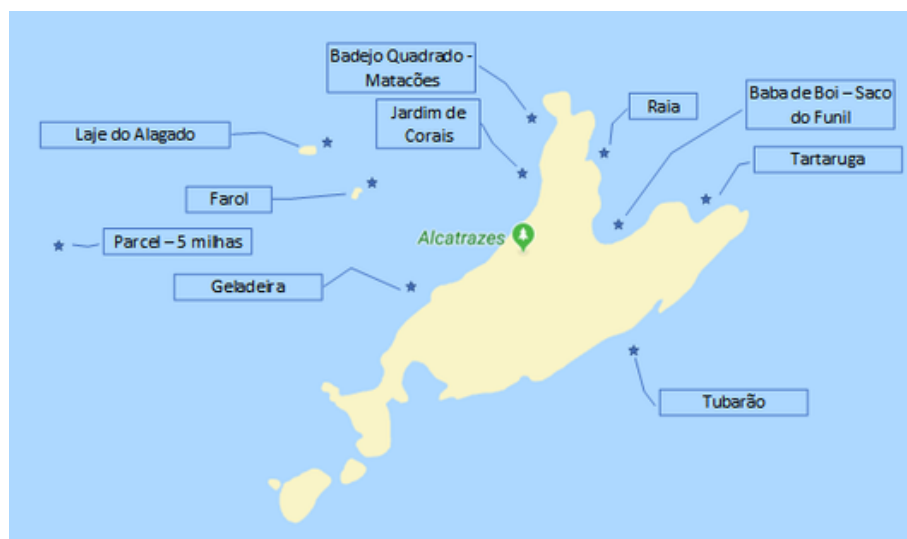 Badejo Quadrado -
Matacões
Jardim de
Corais
Raia
Baba de Boi – Saco
do Funil
Laje do Alagado
Tartaruga
Farol
Parcel – 5 milhas
Alcatrazes
Geladeira
Tubarão